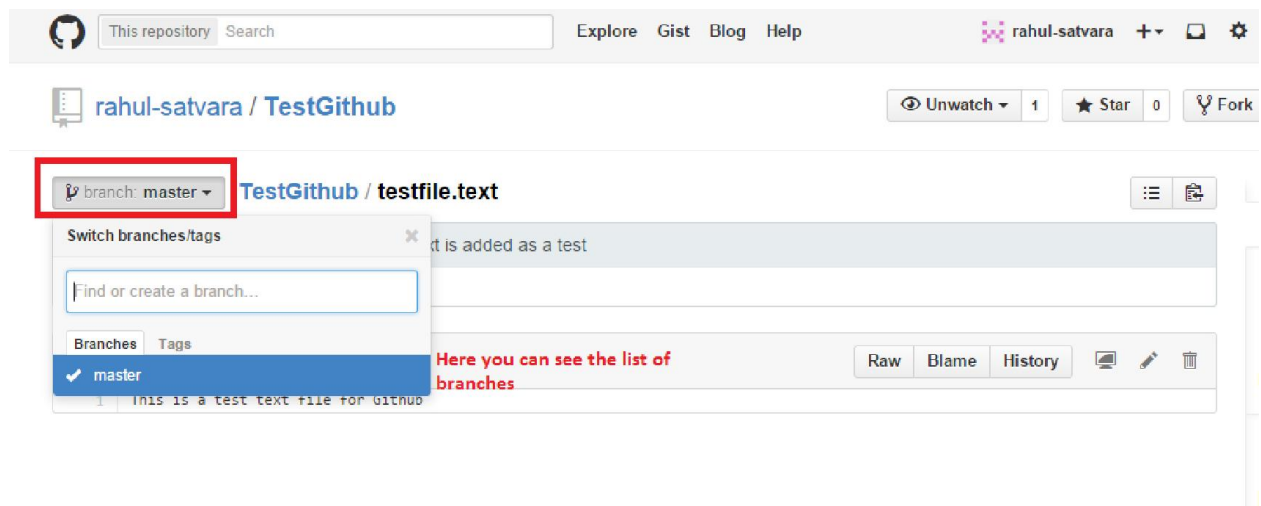 This repository Search Explore Gist Blog Help rahul-satvara
rahul-satvara / TestGithub Unwatch 1 Star 0 Fork
branch: master TestGithub / testfile.text
Switch branches/tags
is added as a test
Find or create a branch...
Branches Tags
Here you can see the list of
branches
Raw Blame History
master
1 This is a test text file for Github